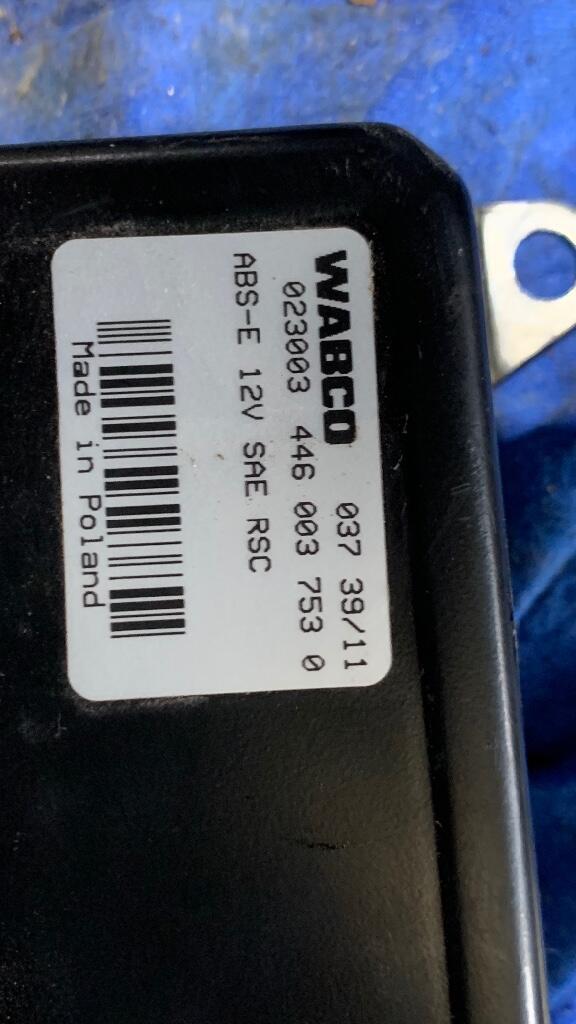 WABCO 037 39/11
023003 446 003 753 0
ABS-E 12V SAE RSC
Made in Poland